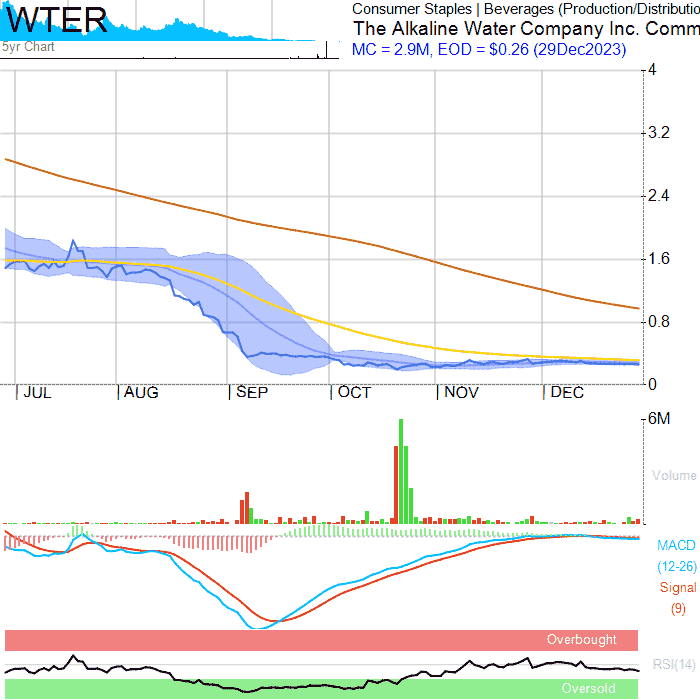 WTER
5yr Chart
Consumer Staples | Beverages (Production/Distributio
The Alkaline Water Company Inc. Comm
MC = 2.9M, EOD = $0.26 (29Dec2023)
4
3.2
2.4
1.6
0.8
0
JUL AUG SEP OCT NOV DEC
6M
Volume
MACD
(12-26)
Signal
(9)
Overbought
RSI(14)
Oversold